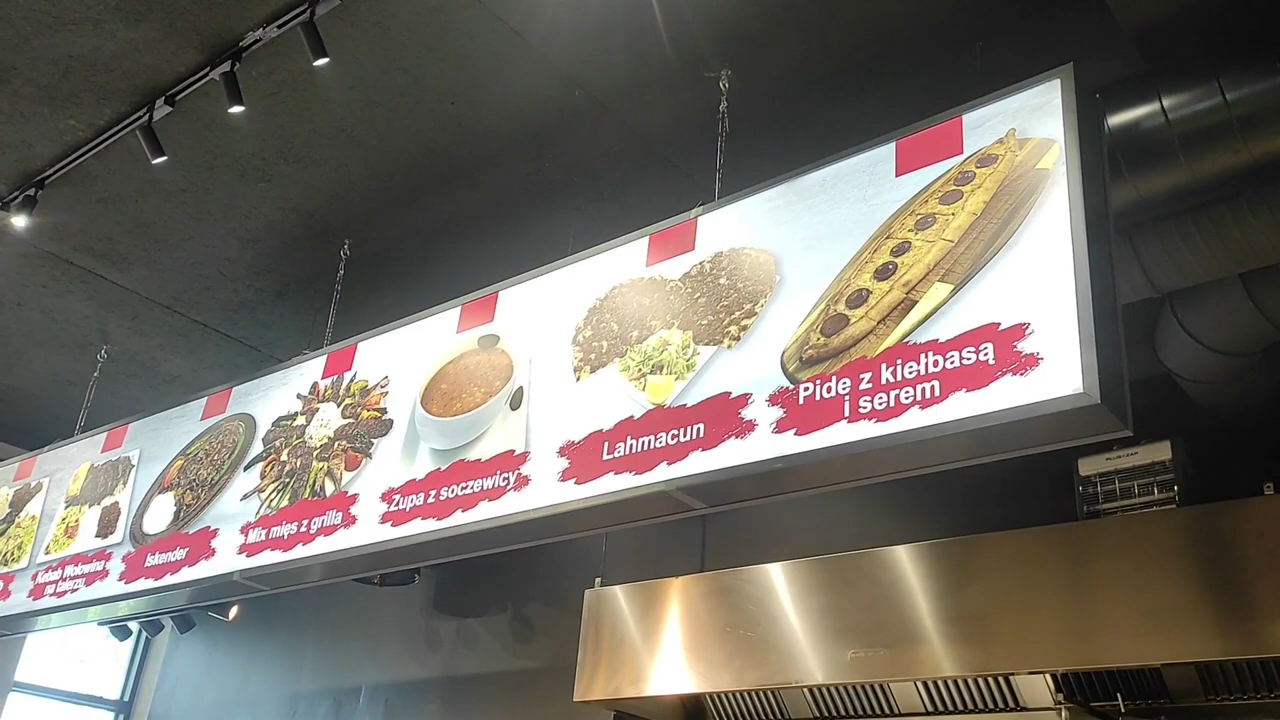 Kebab Wołowina
na talerzu
Iskender
Mix mięs z grilla
Zupa z soczewicy
Lahmacun
Pide z kiełbasą
i serem